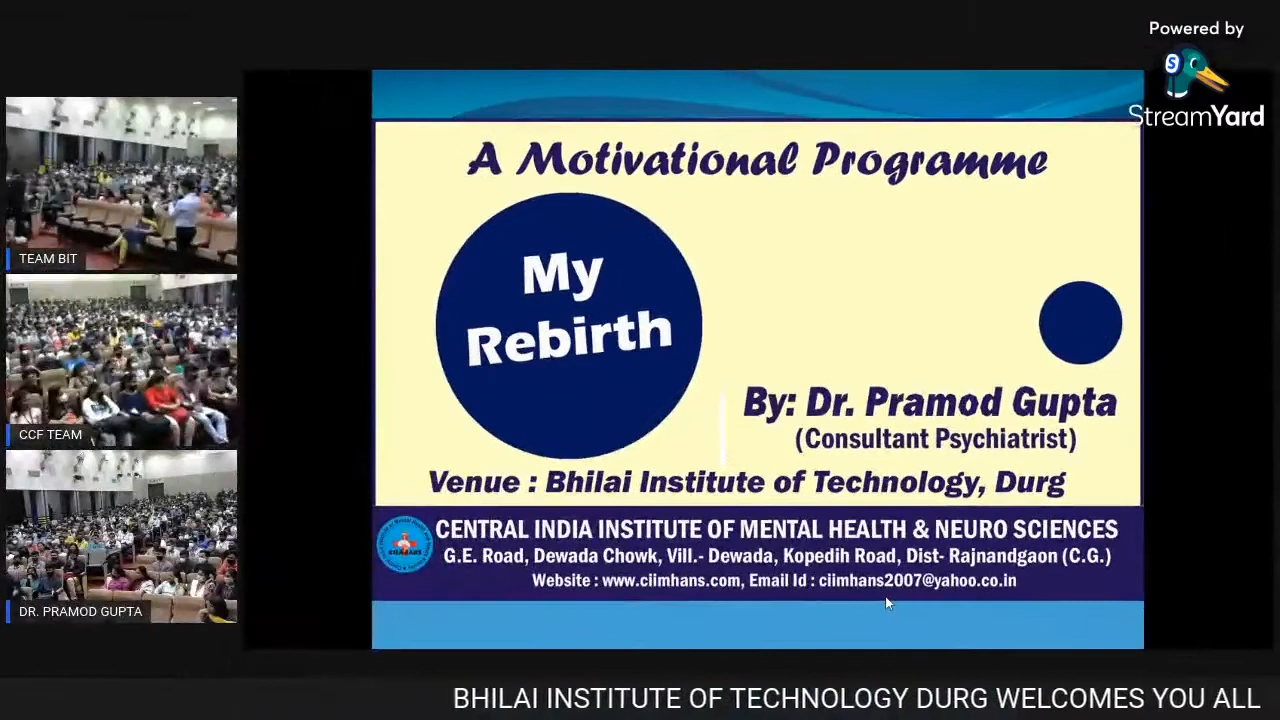 Powered by
StreamYard
TEAM BIT
CCF TEAM
DR. PRAMOD GUPTA
A Motivational Programme
My
Rebirth
By: Dr. Pramod Gupta
(Consultant Psychiatrist)
Venue : Bhilai Institute of Technology, Durg
CENTRAL INDIA INSTITUTE OF MENTAL HEALTH & NEURO SCIENCES
G.E. Road, Dewada Chowk, Vill.- Dewada, Kopedih Road, Dist- Rajnandgaon (C.G.)
Website : www.ciimhans.com, Email Id : ciimhans2007@yahoo.co.in
BHILAI INSTITUTE OF TECHNOLOGY DURG WELCOMES YOU ALL